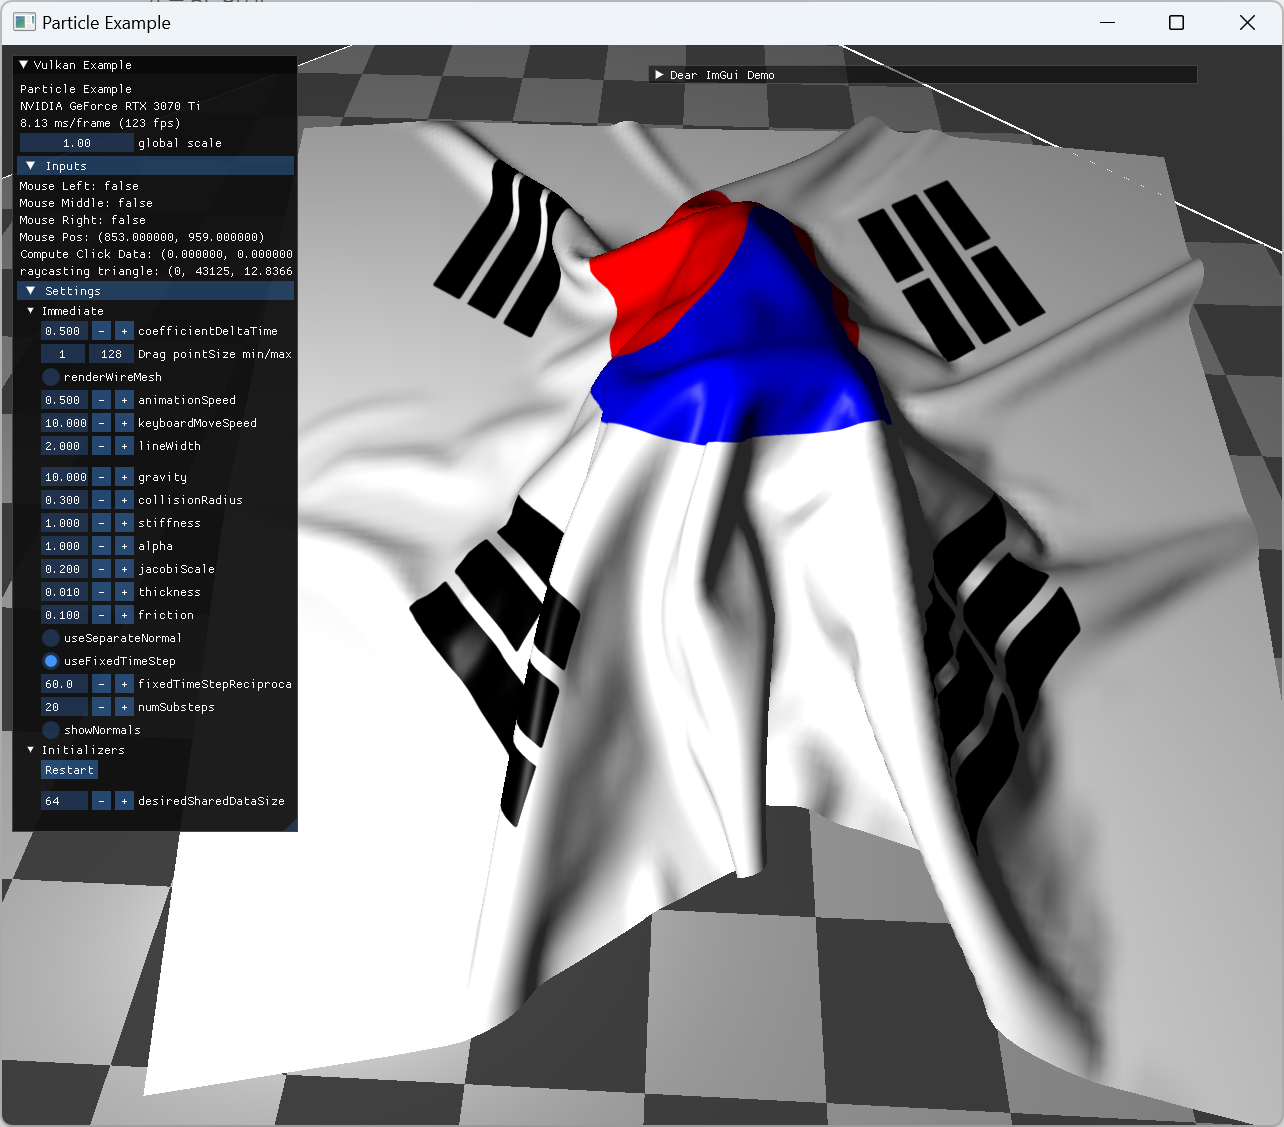 Particle Example
Vulkan Example
Particle Example
NVIDIA GeForce RTX 3070 Ti
8.13 ms/frame (123 fps)
1.00 global scale
Inputs
Mouse Left: false
Mouse Middle: false
Mouse Right: false
Mouse Pos: (853.000000, 959.000000)
Compute Click Data: (0.000000, 0.000000
raycasting triangle: (0, 43125, 12.8366
Settings
Immediate
0.500 - + coefficientDeltaTime
1 128 Drag pointSize min/max
renderWireMesh
0.500 - + animationSpeed
10.000 - + keyboardMoveSpeed
2.000 - + lineWidth
10.000 - + gravity
0.300 - + collisionRadius
1.000 - + stiffness
1.000 - + alpha
0.200 - + jacobiScale
0.010 - + thickness
0.100 - + friction
useSeparateNormal
useFixedTimeStep
60.0 - + fixedTimeStepReciproca
20 - + numSubsteps
showNormals
Initializers
Restart
64 - + desiredSharedDataSize
Dear ImGui Demo